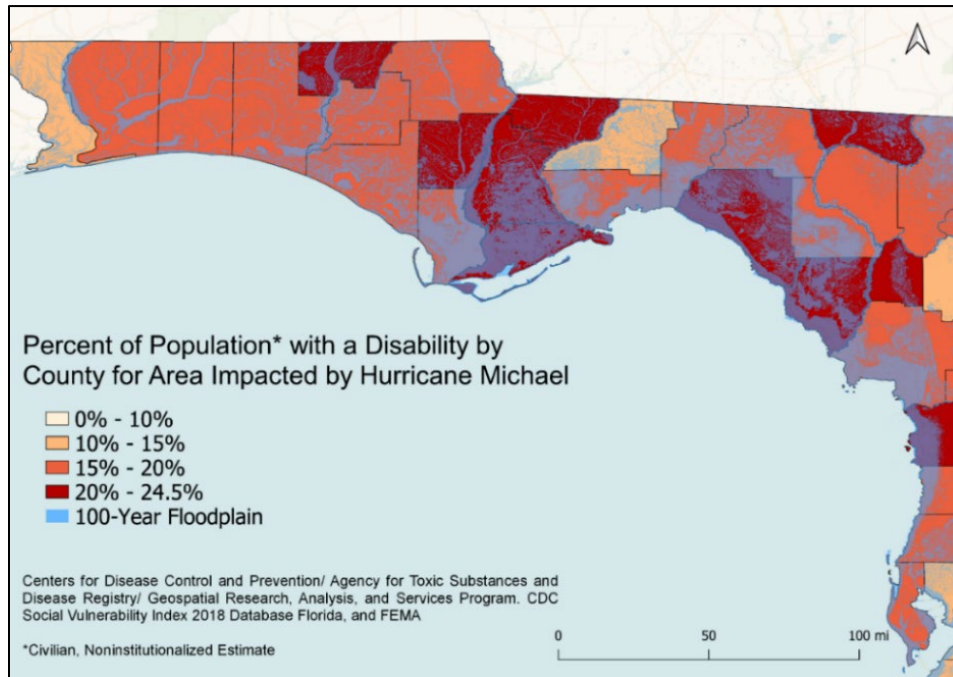 Percent of Population* with a Disability by
County for Area Impacted by Hurricane Michael
0% - 10%
10% - 15%
15% - 20%
20% - 24.5%
100-Year Floodplain
Centers for Disease Control and Prevention/ Agency for Toxic Substances and
Disease Registry/ Geospatial Research, Analysis, and Services Program. CDC
Social Vulnerability Index 2018 Database Florida, and FEMA
*Civilian, Noninstitutionalized Estimate
0 50 100 mi